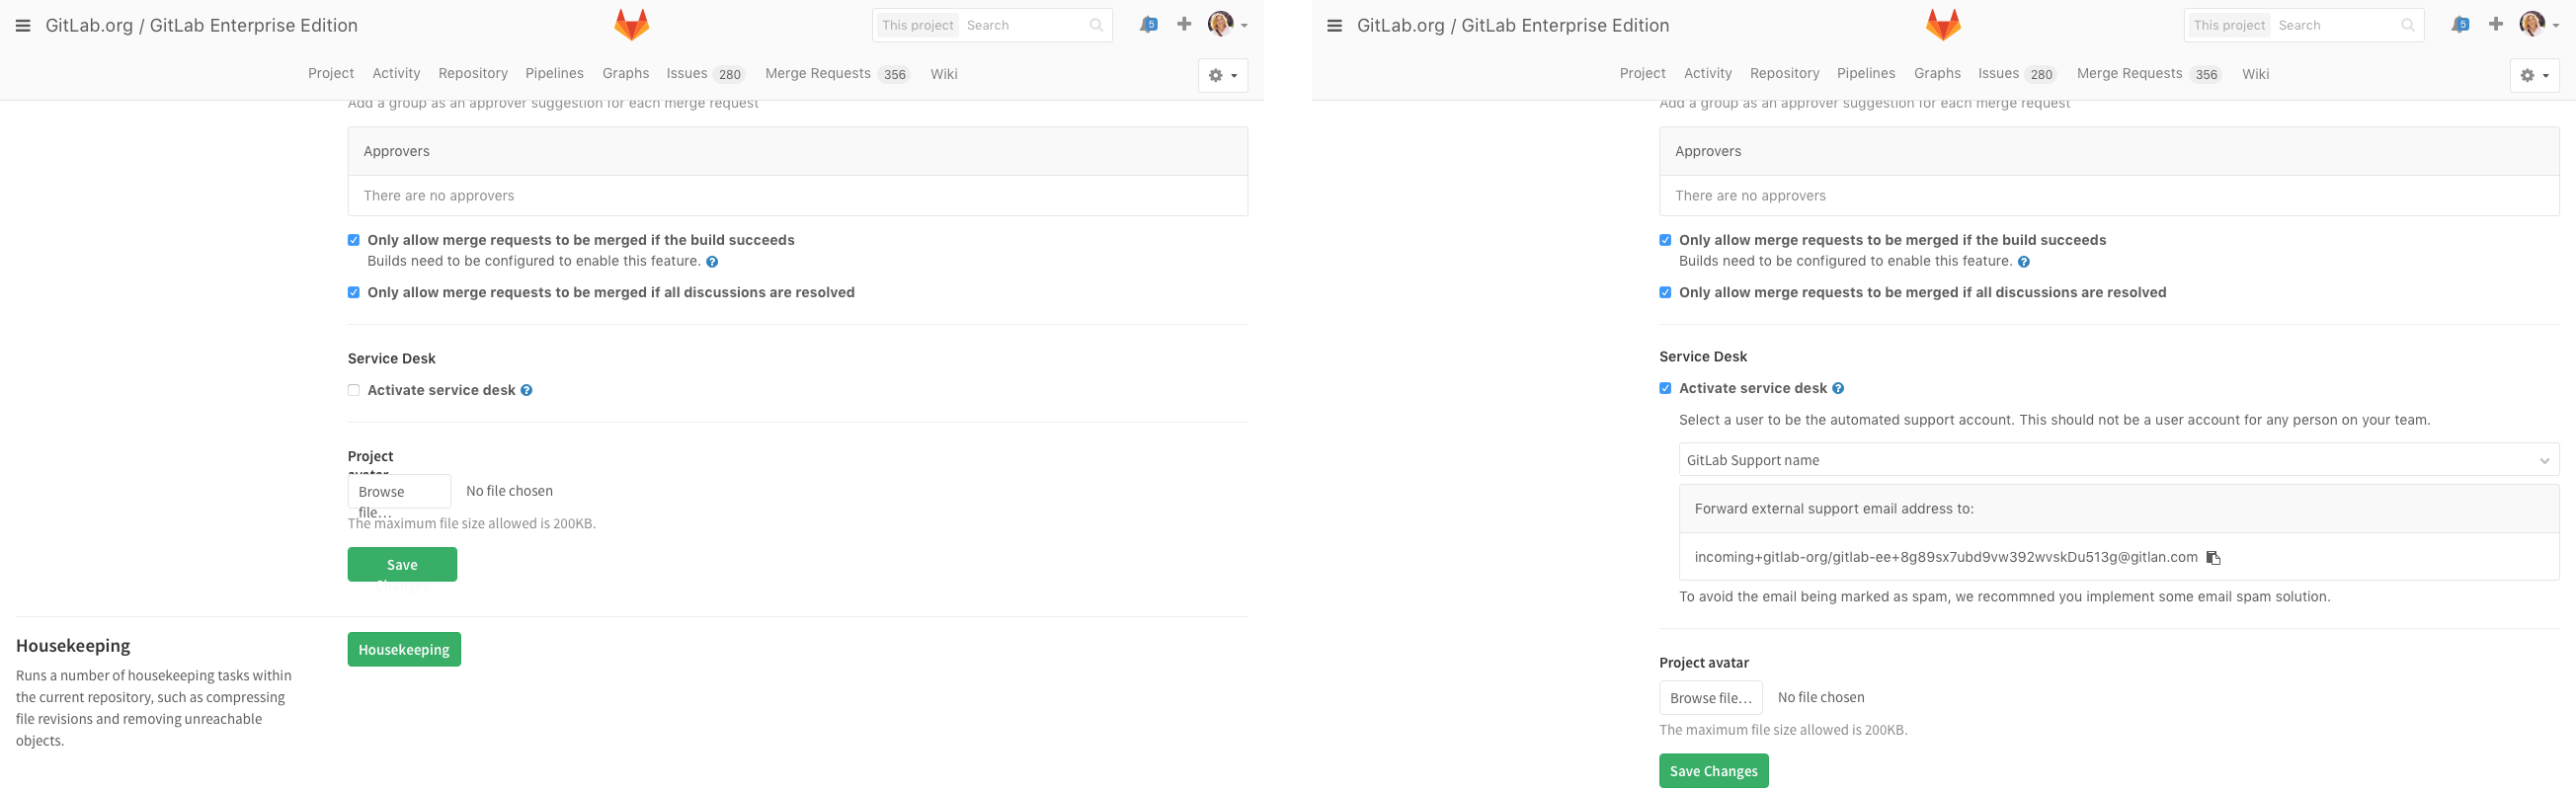 GitLab.org / GitLab Enterprise Edition
This project Search
5
Project Activity Repository Pipelines Graphs Issues 280 Merge Requests 356 Wiki
Add a group as an approver suggestion for each merge request
Approvers
There are no approvers
Only allow merge requests to be merged if the build succeeds
Builds need to be configured to enable this feature.
Only allow merge requests to be merged if all discussions are resolved
Service Desk
Activate service desk
Project
avatar
Browse
file...
No file chosen
The maximum file size allowed is 200KB.
Save
Housekeeping
Runs a number of housekeeping tasks within
the current repository, such as compressing
file revisions and removing unreachable
objects.
Housekeeping
GitLab.org / GitLab Enterprise Edition
This project Search
5
Project Activity Repository Pipelines Graphs Issues 280 Merge Requests 356 Wiki
Add a group as an approver suggestion for each merge request
Approvers
There are no approvers
Only allow merge requests to be merged if the build succeeds
Builds need to be configured to enable this feature.
Only allow merge requests to be merged if all discussions are resolved
Service Desk
Activate service desk
Select a user to be the automated support account. This should not be a user account for any person on your team.
GitLab Support name
Forward external support email address to:
incoming+gitlab-org/gitlab-ee+8g89sx7ubd9vw392wvskDu513g@gitlan.com
To avoid the email being marked as spam, we recommned you implement some email spam solution.
Project avatar
Browse file... No file chosen
The maximum file size allowed is 200KB.
Save Changes